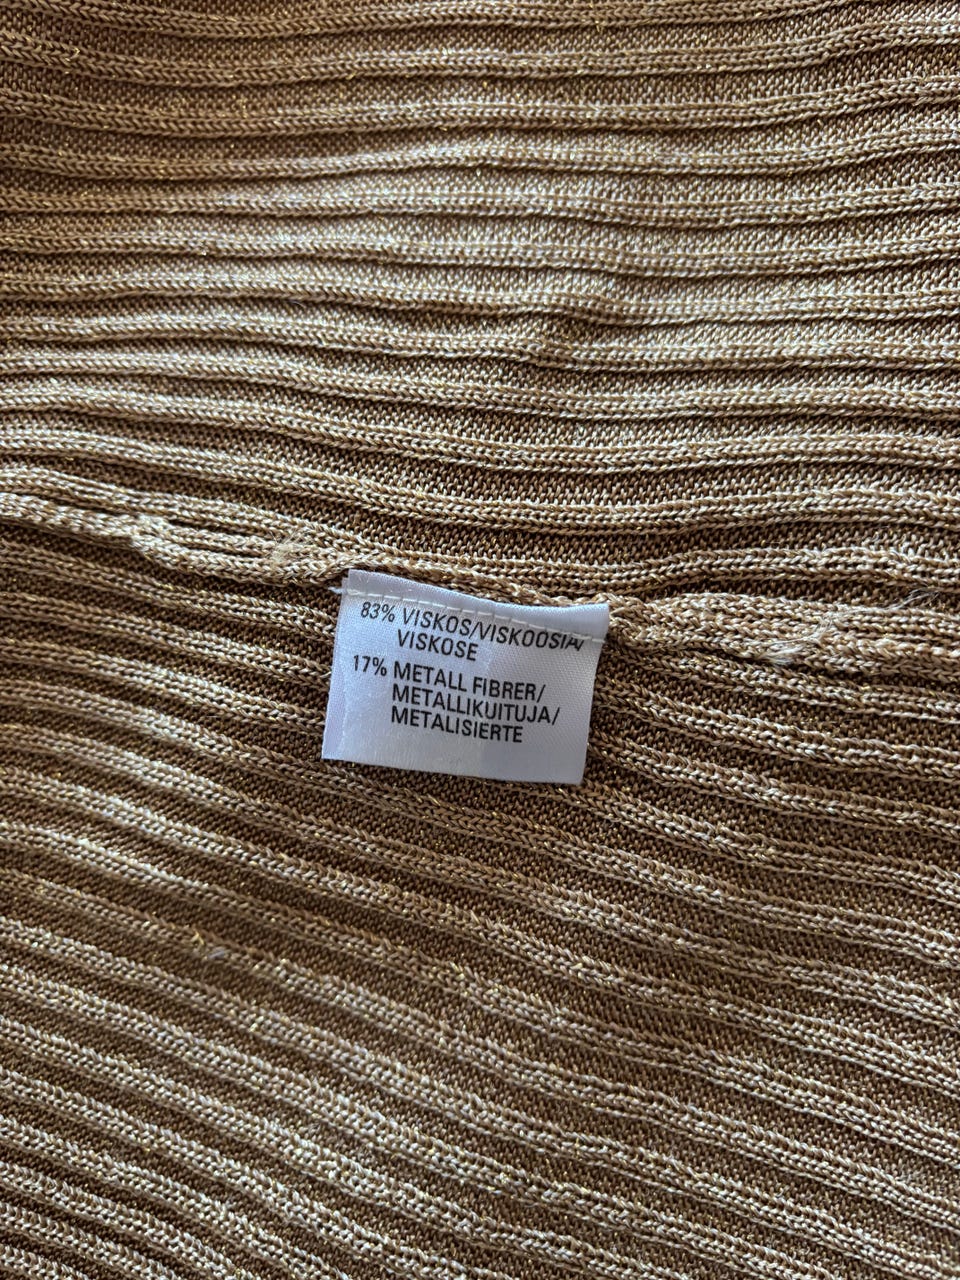 83% VISKOS/VISKOOSIA/
VISKOSE
17% METALL FIBRER/
METALLIKUITUJA/
METALISIERTE